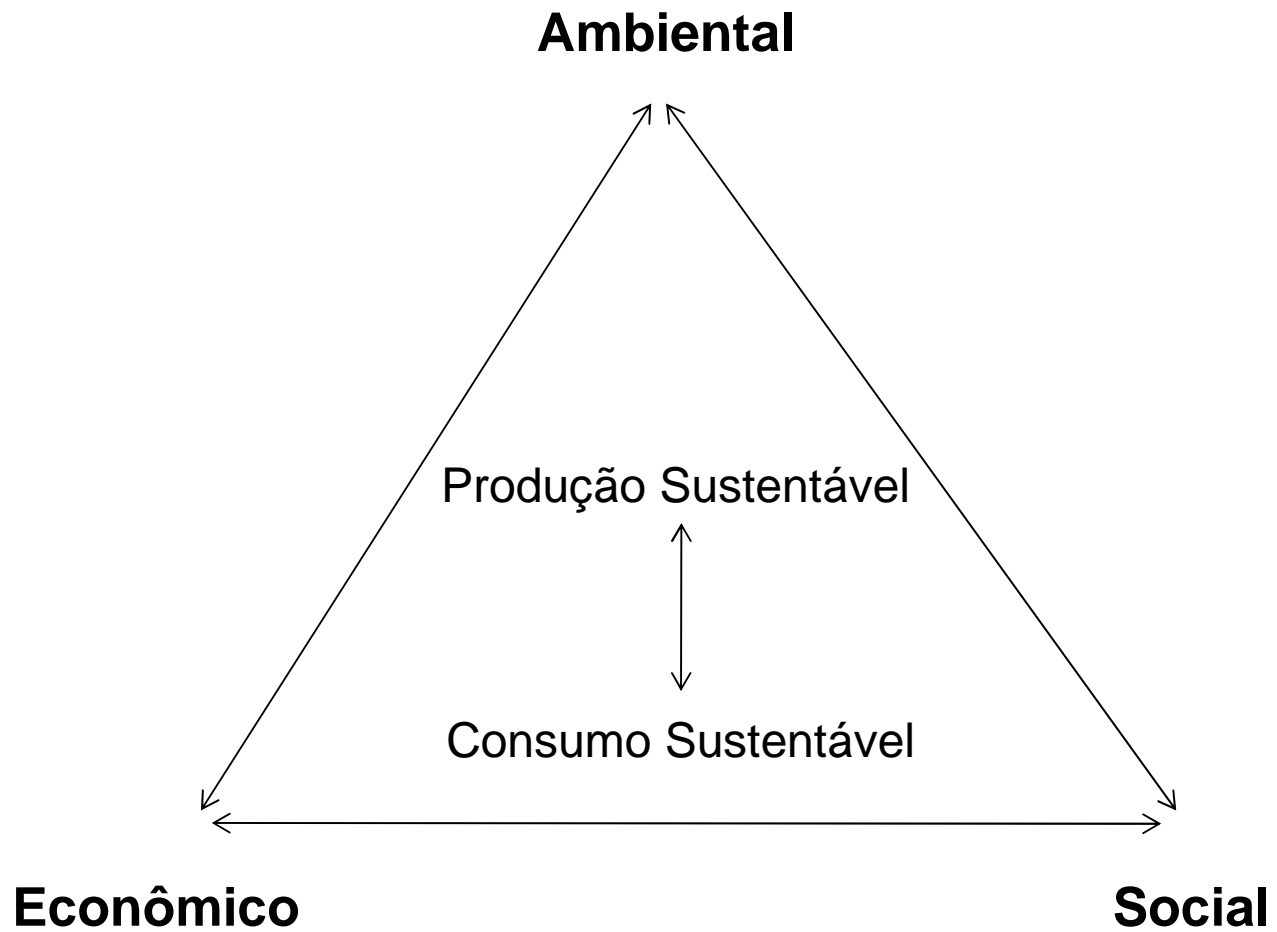 Ambiental
Produção Sustentável
Consumo Sustentável
Econômico
Social